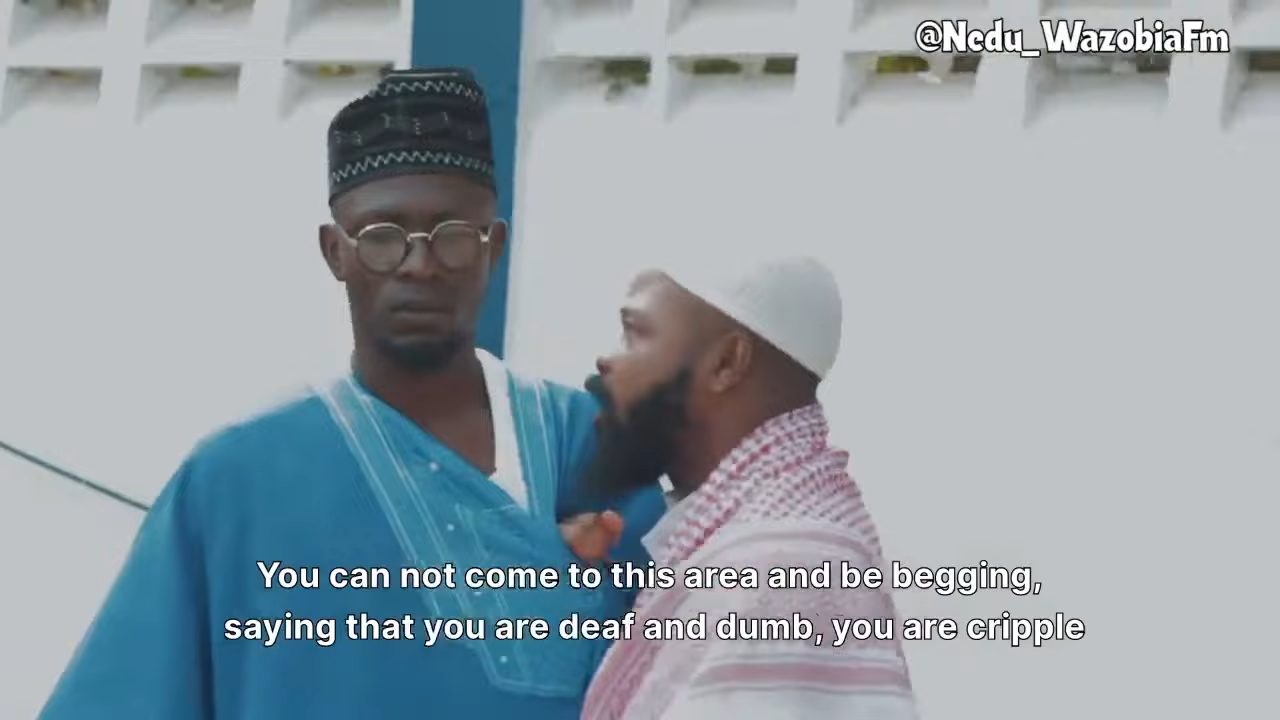 @Nedu_WazobiaFm
You can not come to this area and be begging,
saying that you are deaf and dumb, you are cripple